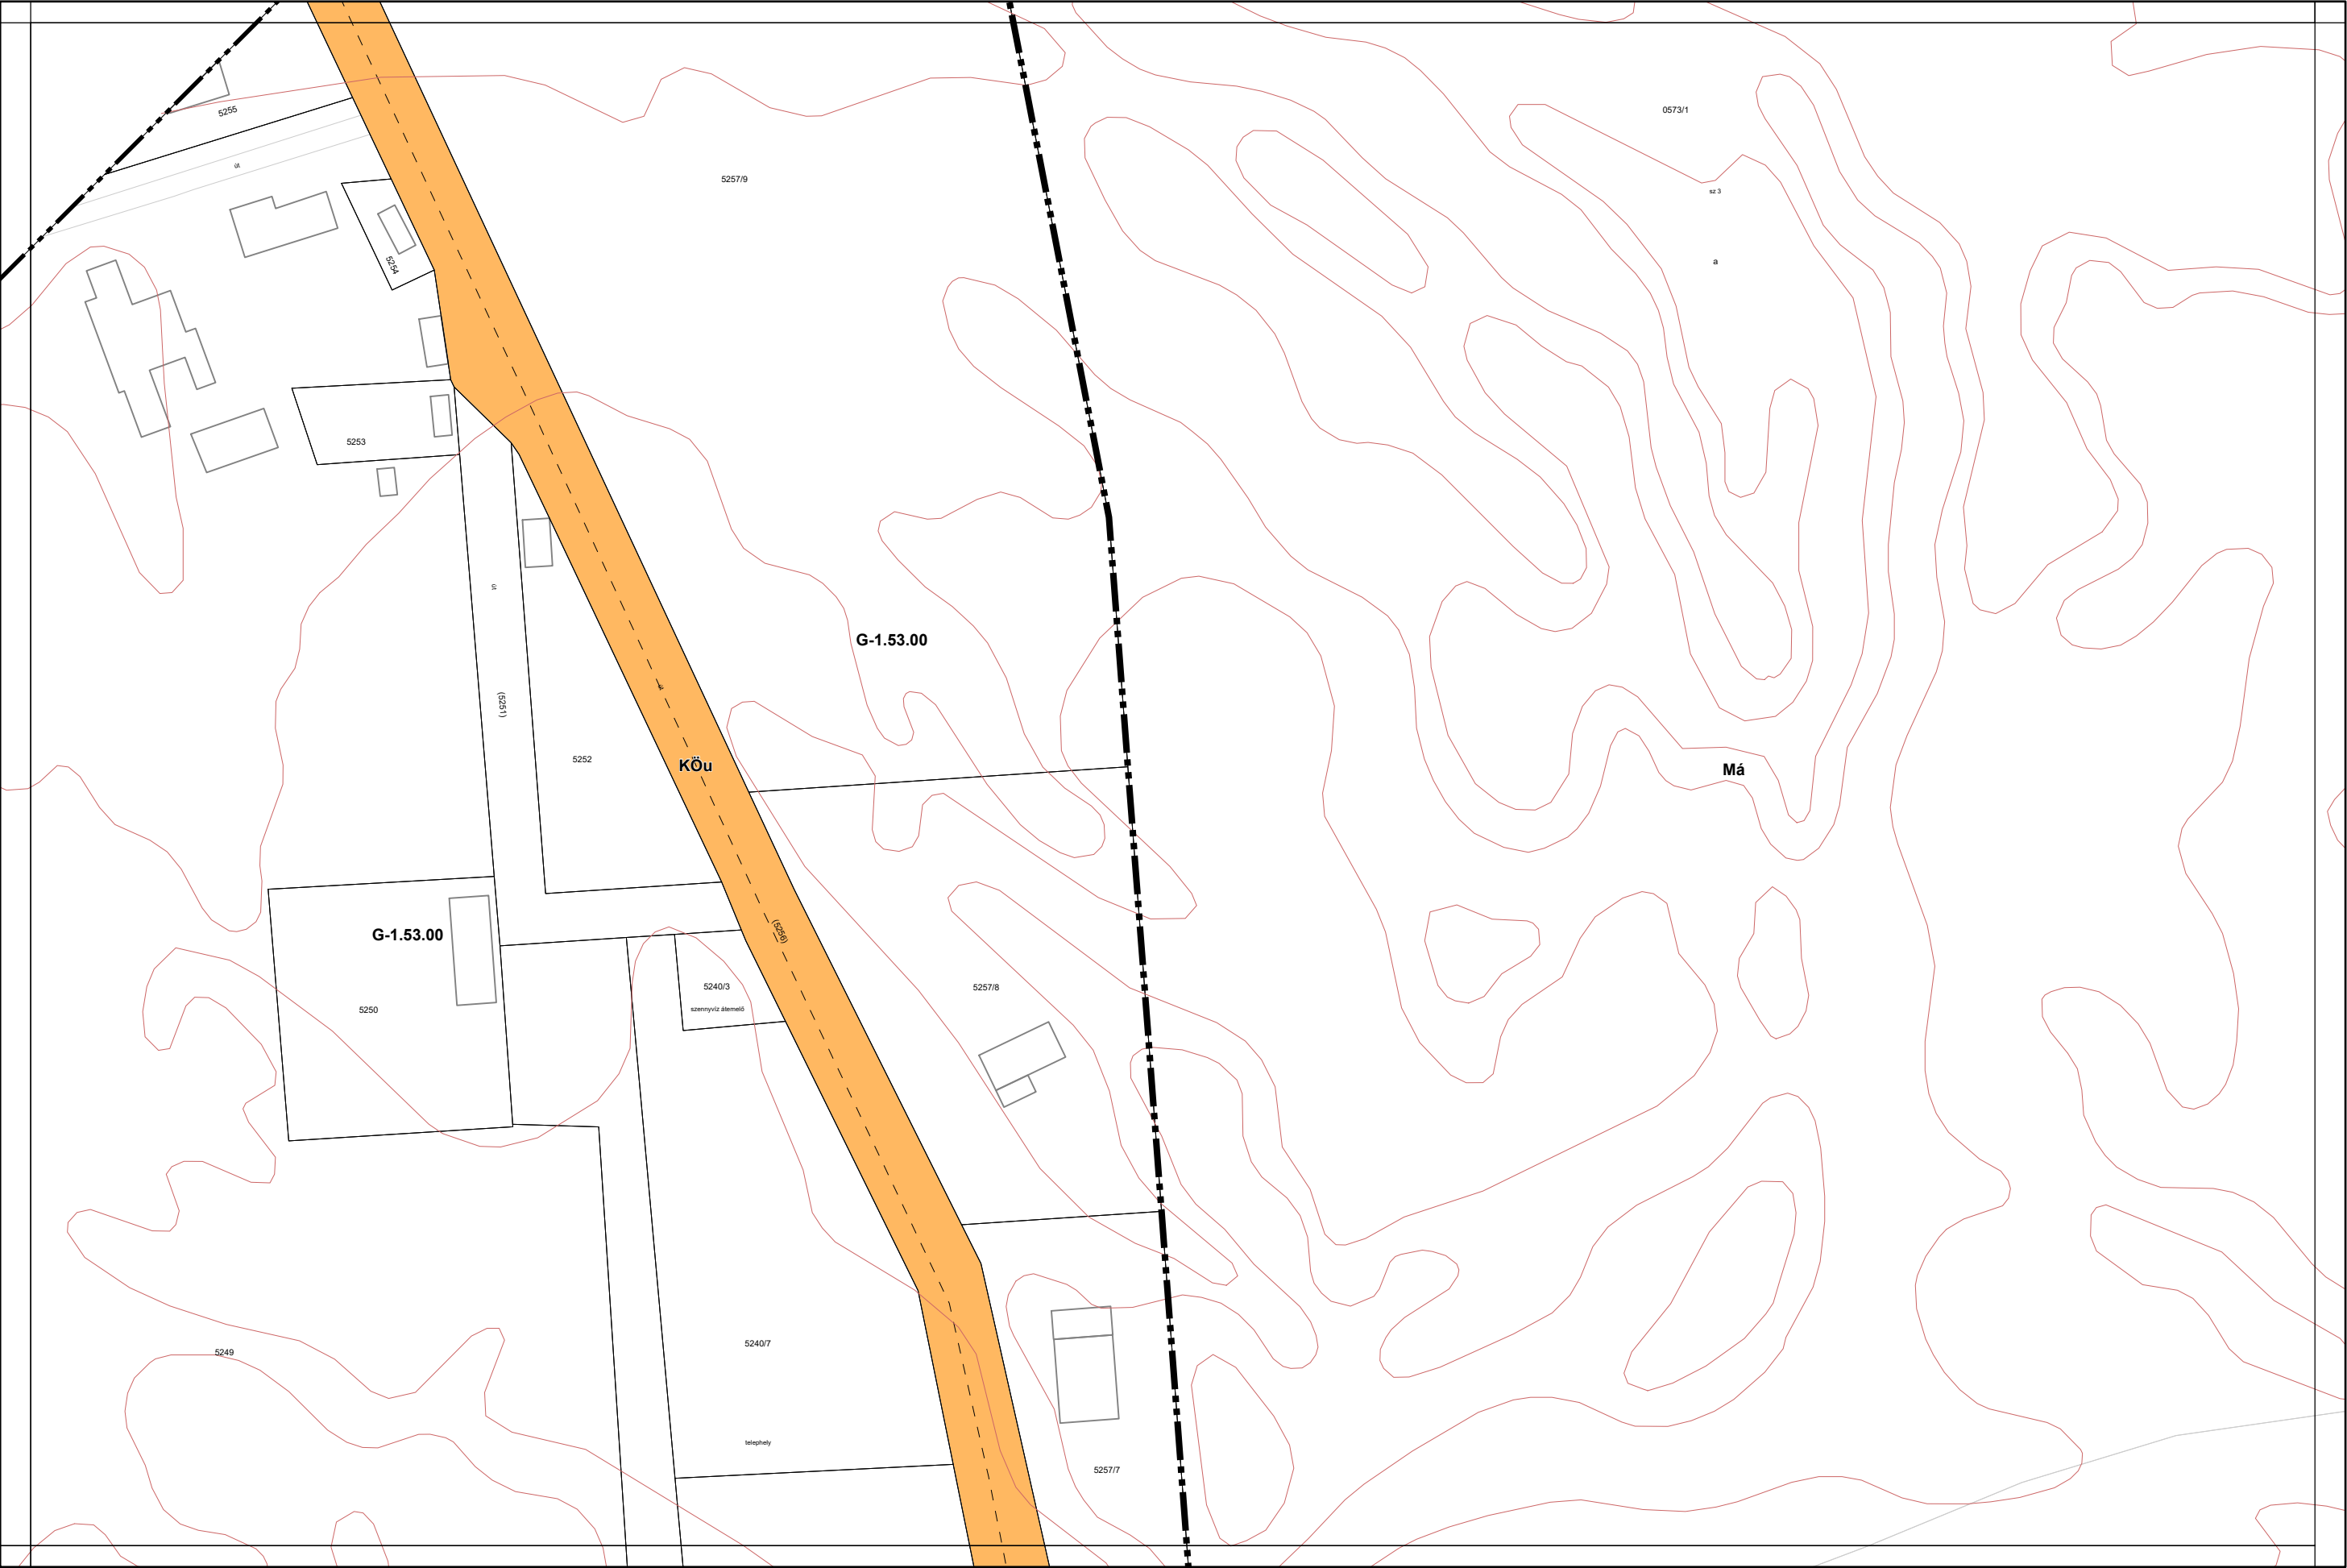 5255
0573/1
út
5257/9
sz 3
5254
a
5253
út
G-1.53.00
út
(5251)
5252
KÖu
Má
G-1.53.00
(5256)
5240/3
5257/8
5250
szennyvíz átemelő
5240/7
5249
telephely
5257/7